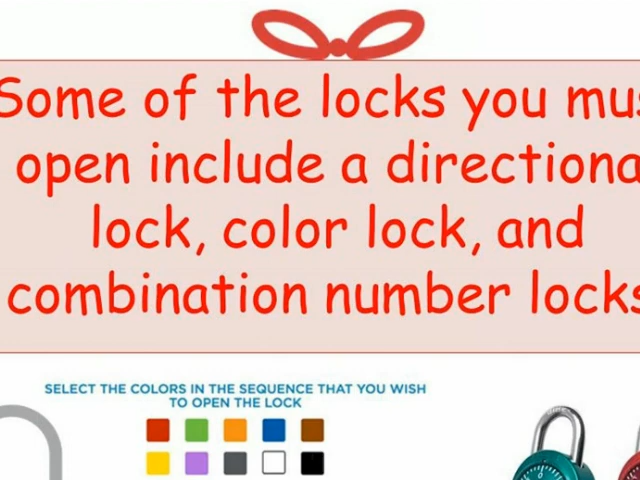 Some of the locks you mus
open include a directiona
lock, color lock, and
combination number locks
SELECT THE COLORS IN THE SEQUENCE THAT YOU WISH
TO OPEN THE LOCK